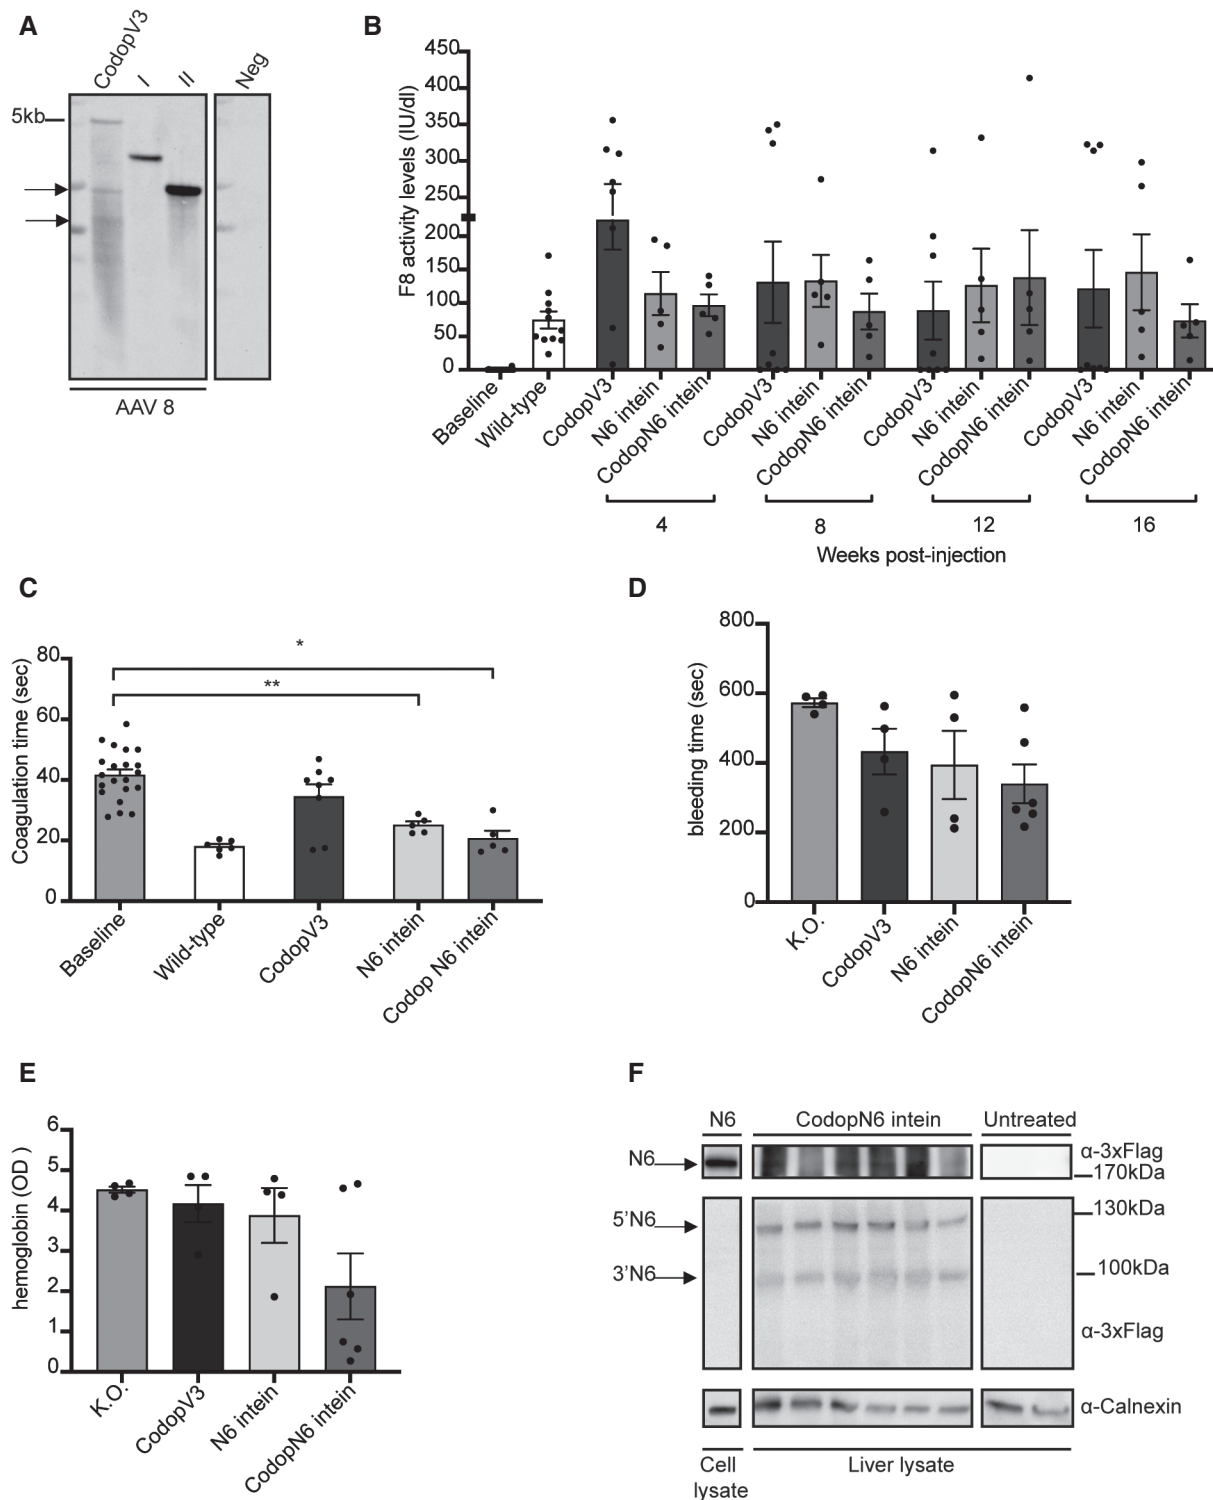 A
CodopV3
I
II
Neg
5kb
AAV 8
B
F8 activity levels (IU/dl)
450
400
350
300
250
200
150
100
50
0
Baseline
Wild-type
CodopV3
N6 intein
CodopN6 intein
CodopV3
N6 intein
CodopN6 intein
CodopV3
N6 intein
CodopN6 intein
CodopV3
N6 intein
CodopN6 intein
4
8
12
16
Weeks post-injection
C
Coagulation time (sec)
80
60
40
20
0
*
**
Baseline
Wild-type
CodopV3
N6 intein
Codop N6 intein
D
bleeding time (sec)
800
600
400
200
0
K.O.
CodopV3
N6 intein
CodopN6 intein
E
hemoglobin (OD )
6
5
4
3
2
1
0
K.O.
CodopV3
N6 intein
CodopN6 intein
F
N6
CodopN6 intein
Untreated
N6
α-3xFlag
170kDa
5'N6
130kDa
3'N6
100kDa
α-3xFlag
α-Calnexin
Cell
lysate
Liver lysate